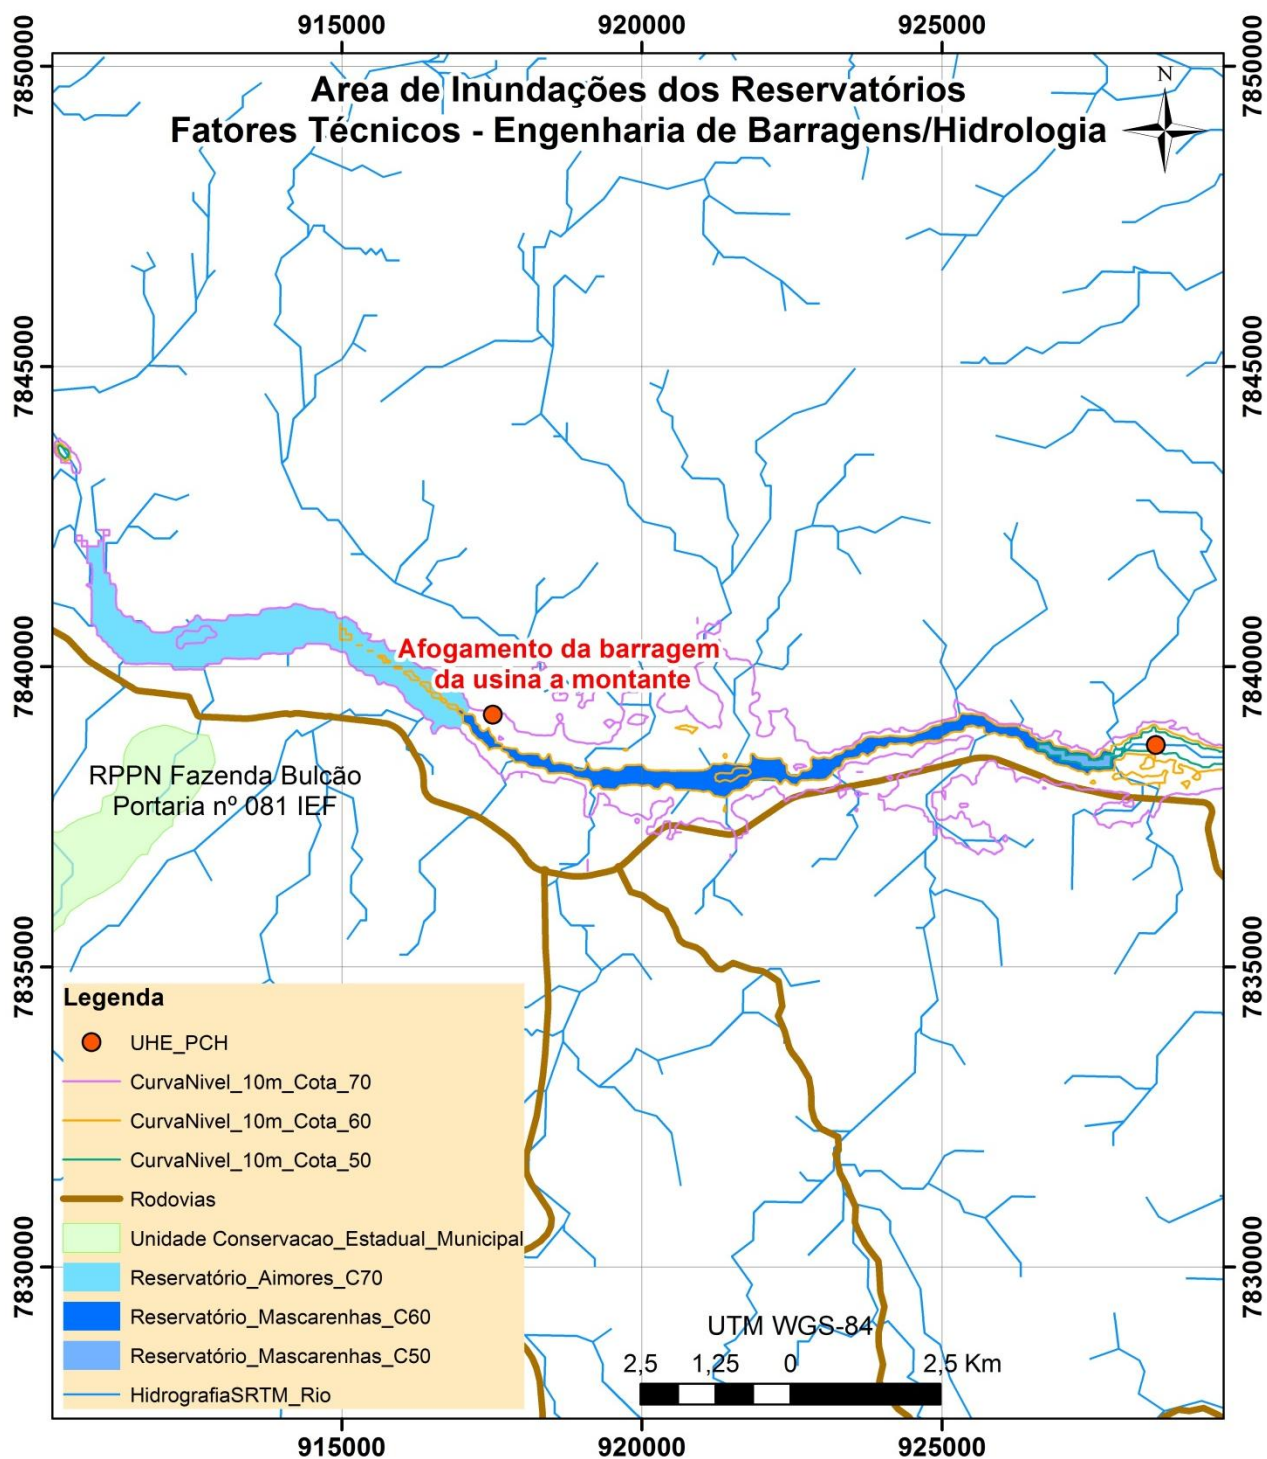 915000 920000 925000
7850000
7850000
Area de Inundações dos Reservatórios
Fatores Técnicos - Engenharia de Barragens/Hidrologia
N
7845000
7845000
7840000
7840000
Afogamento da barragem
da usina a montante
RPPN Fazenda Bulcão
Portaria nº 081 IEF
7835000
7835000
Legenda
UHE_PCH
CurvaNivel_10m_Cota_70
CurvaNivel_10m_Cota_60
CurvaNivel_10m_Cota_50
Rodovias
Unidade Conservacao_Estadual_Municipal
Reservatório_Aimores_C70
Reservatório_Mascarenhas_C60
Reservatório_Mascarenhas_C50
HidrografiaSRTM_Rio
7830000
7830000
UTM WGS-84
2,5 1,25 0 2,5 Km
915000 920000 925000